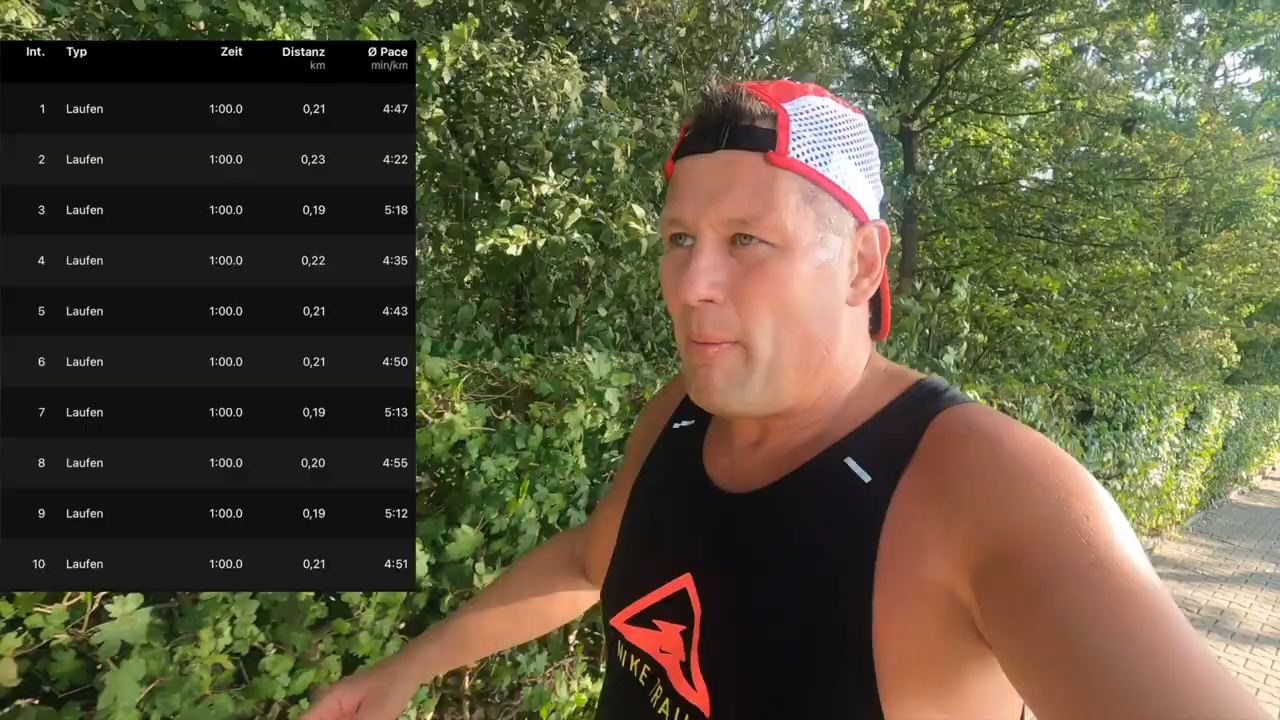 Int. Typ Zeit Distanz Ø Pace
km min/km
1 Laufen 1:00.0 0,21 4:47
2 Laufen 1:00.0 0,23 4:22
3 Laufen 1:00.0 0,19 5:18
4 Laufen 1:00.0 0,22 4:35
5 Laufen 1:00.0 0,21 4:43
6 Laufen 1:00.0 0,21 4:50
7 Laufen 1:00.0 0,19 5:13
8 Laufen 1:00.0 0,20 4:55
9 Laufen 1:00.0 0,19 5:12
10 Laufen 1:00.0 0,21 4:51
NIKE TRAI